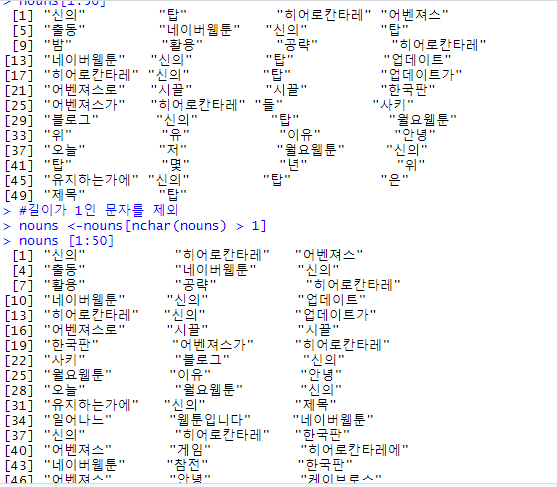 > nouns[1:50]
[1] "신의" "탑" "히어로칸타레" "어벤져스"
[5] "출동" "네이버웹툰" "신의" "탑"
[9] "밤" "활용" "공략" "히어로칸타레"
[13] "네이버웹툰" "신의" "탑" "업데이트"
[17] "히어로칸타레" "신의" "탑" "업데이트가"
[21] "어벤져스로" "시끌" "시끌" "한국판"
[25] "어벤져스가" "히어로칸타레" "들" "사키"
[29] "블로그" "신의" "탑" "월요웹툰"
[33] "위" "유" "이유" "안녕"
[37] "오늘" "저" "월요웹툰" "신의"
[41] "탑" "몇" "년" "위"
[45] "유지하는가에" "신의" "탑" "은"
[49] "제목" "탑"
> #길이가 1인 문자를 제외
> nouns <-nouns[nchar(nouns) > 1]
> nouns [1:50]
[1] "신의" "히어로칸타레" "어벤져스"
[4] "출동" "네이버웹툰" "신의"
[7] "활용" "공략" "히어로칸타레"
[10] "네이버웹툰" "신의" "업데이트"
[13] "히어로칸타레" "신의" "업데이트가"
[16] "어벤져스로" "시끌" "시끌"
[19] "한국판" "어벤져스가" "히어로칸타레"
[22] "사키" "블로그" "신의"
[25] "월요웹툰" "이유" "안녕"
[28] "오늘" "월요웹툰" "신의"
[31] "유지하는가에" "신의" "제목"
[34] "일어나느" "웹툰입니다" "네이버웹툰"
[37] "신의" "히어로칸타레" "한국판"
[40] "어벤져스" "게임" "히어로칸타레에"
[43] "네이버웹툰" "참전" "한국판"
[46] "어벤져스" "안녕" "케이브로스"